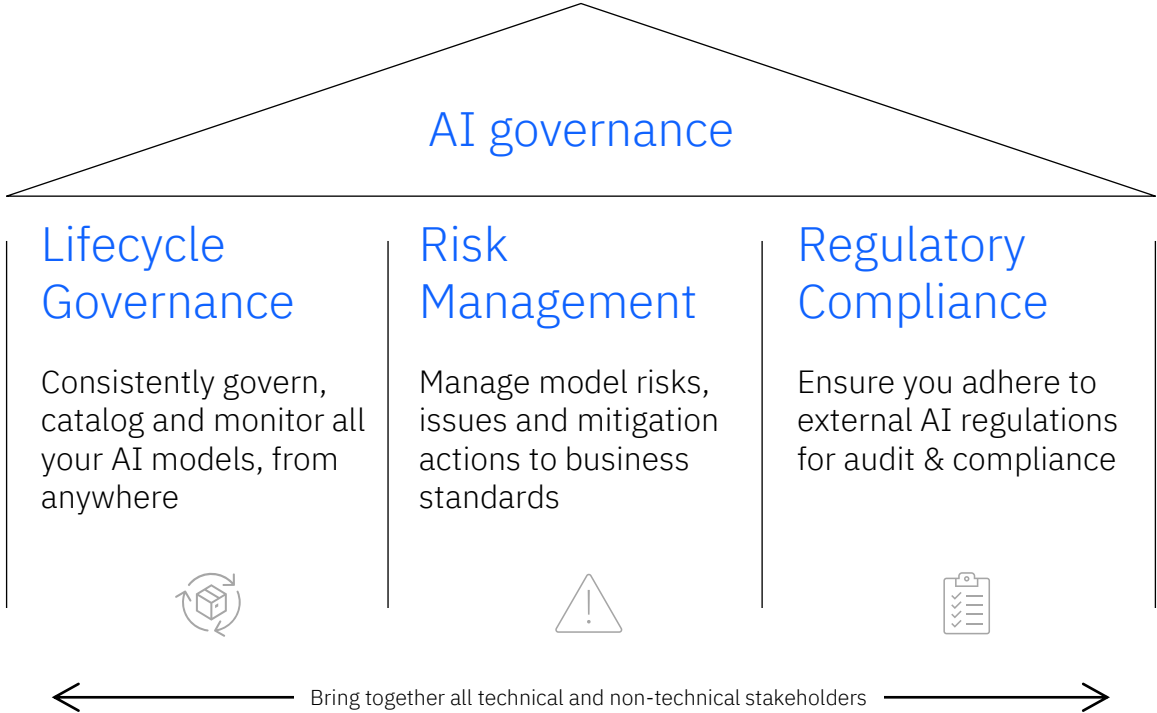 AI governance
Lifecycle
Governance
Consistently govern,
catalog and monitor all
your AI models, from
anywhere
Risk
Management
Manage model risks,
issues and mitigation
actions to business
standards
Regulatory
Compliance
Ensure you adhere to
external AI regulations
for audit & compliance
Bring together all technical and non-technical stakeholders